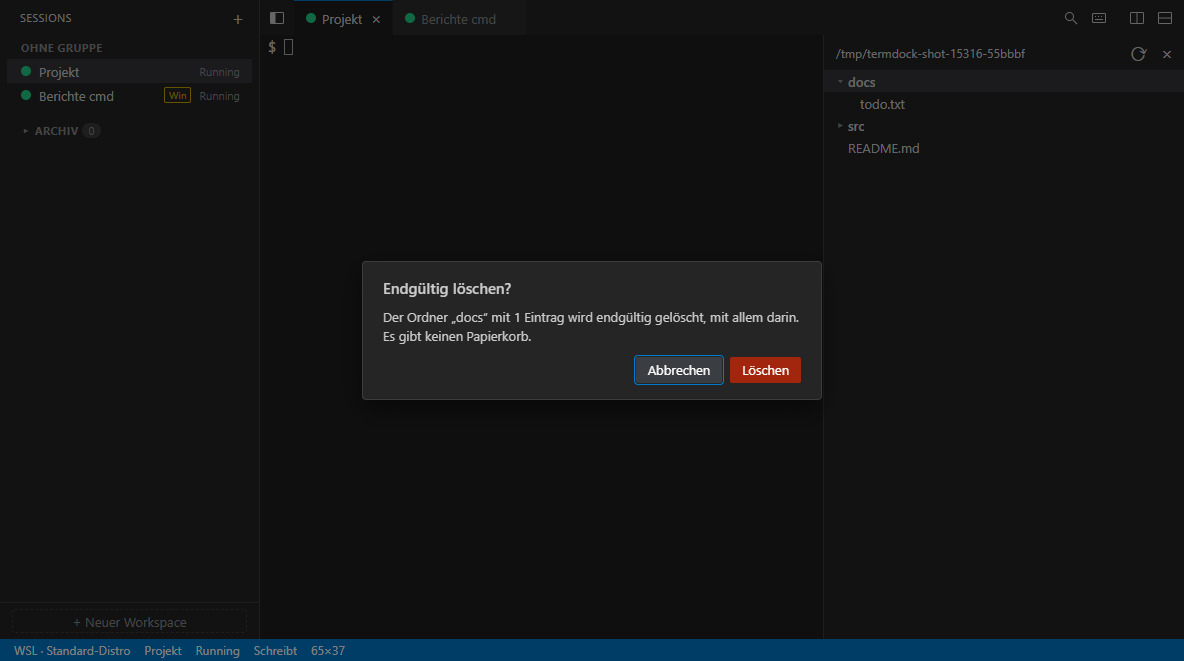 SESSIONS +
OHNE GRUPPE
Projekt Running
Berichte cmd Win Running
ARCHIV 0
+ Neuer Workspace
Projekt ×
Berichte cmd
$
/tmp/termdock-shot-15316-55bbbf ×
docs
todo.txt
src
README.md
Endgültig löschen?
Der Ordner „docs“ mit 1 Eintrag wird endgültig gelöscht, mit allem darin.
Es gibt keinen Papierkorb.
Abbrechen Löschen
WSL · Standard-Distro Projekt Running Schreibt 65×37